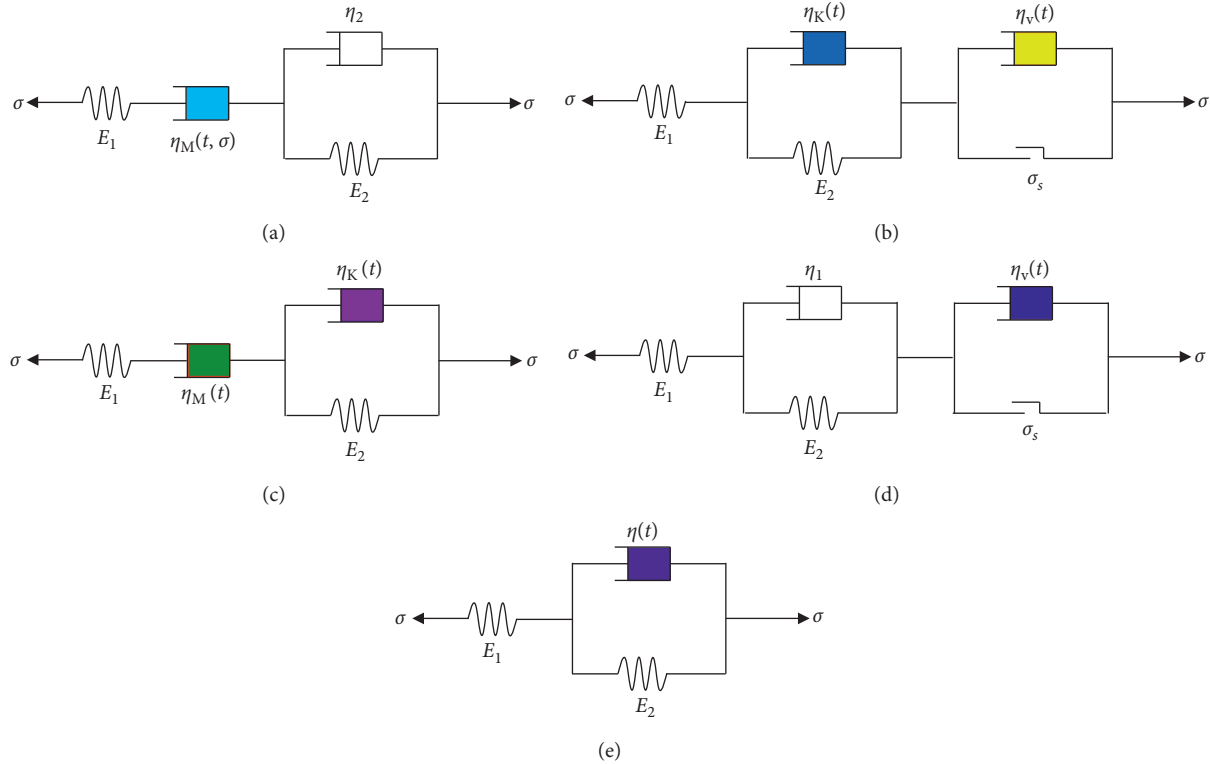 η2
σ
σ
E1
ηM(t, σ)
E2
(a)
ηK(t)
ηv(t)
σ
σ
E1
E2
σs
(b)
ηK(t)
σ
σ
E1
ηM(t)
E2
(c)
η1
ηv(t)
σ
σ
E1
E2
σs
(d)
η(t)
σ
σ
E1
E2
(e)